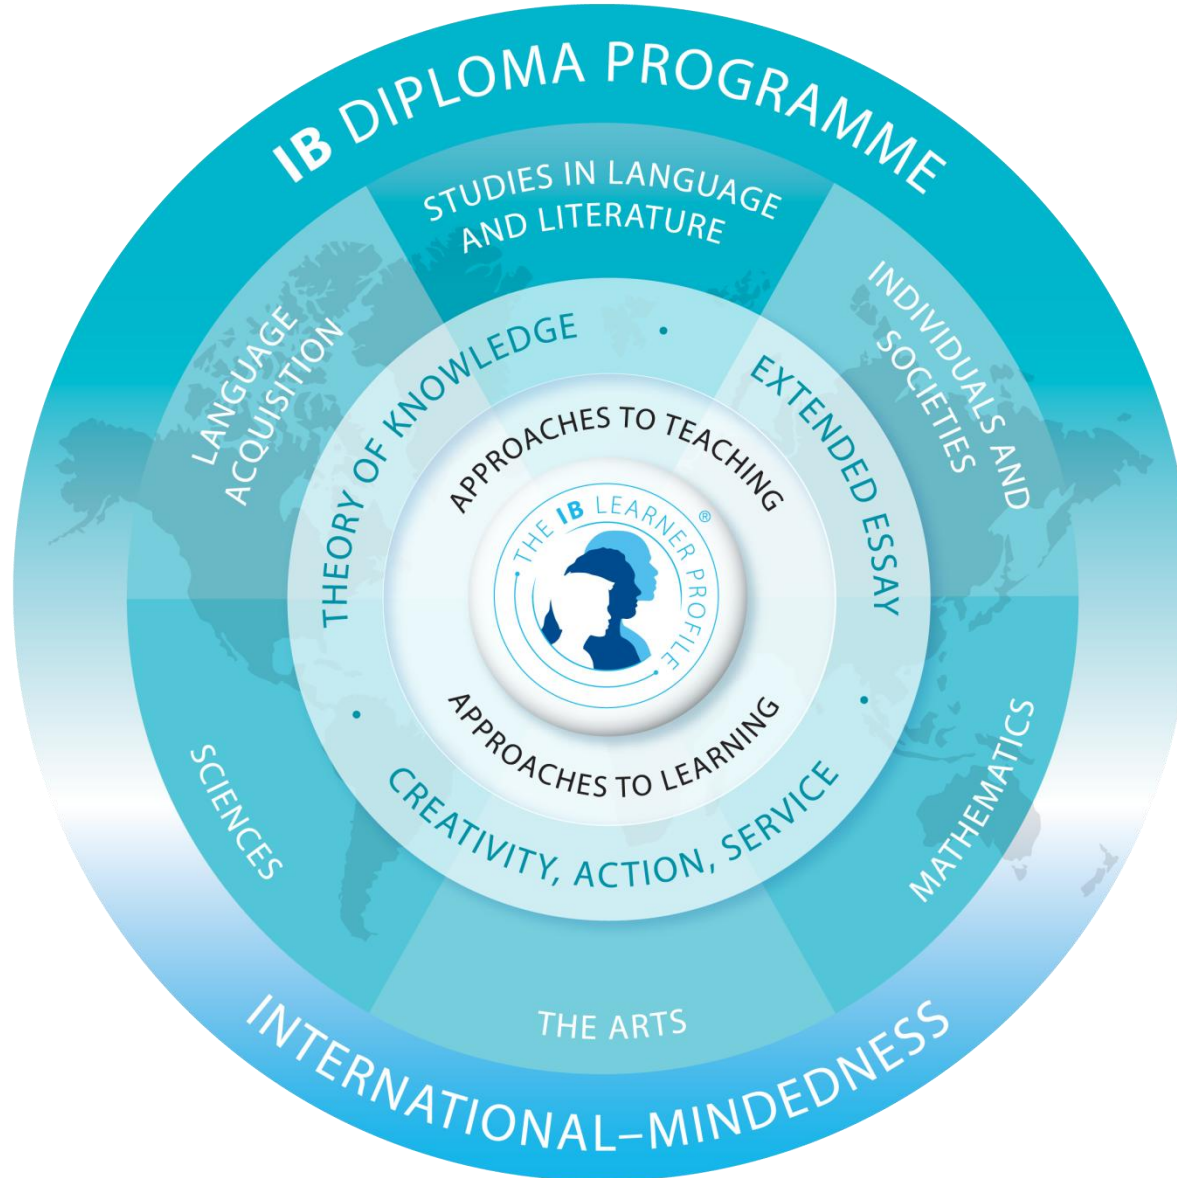 IB DIPLOMA PROGRAMME
STUDIES IN LANGUAGE
AND LITERATURE
LANGUAGE
ACQUISITION
INDIVIDUALS AND
SOCIETIES
THEORY OF KNOWLEDGE
•
EXTENDED ESSAY
APPROACHES TO TEACHING
THE IB LEARNER PROFILE ®
APPROACHES TO LEARNING
•
CREATIVITY, ACTION, SERVICE
•
SCIENCES
MATHEMATICS
THE ARTS
INTERNATIONAL–MINDEDNESS